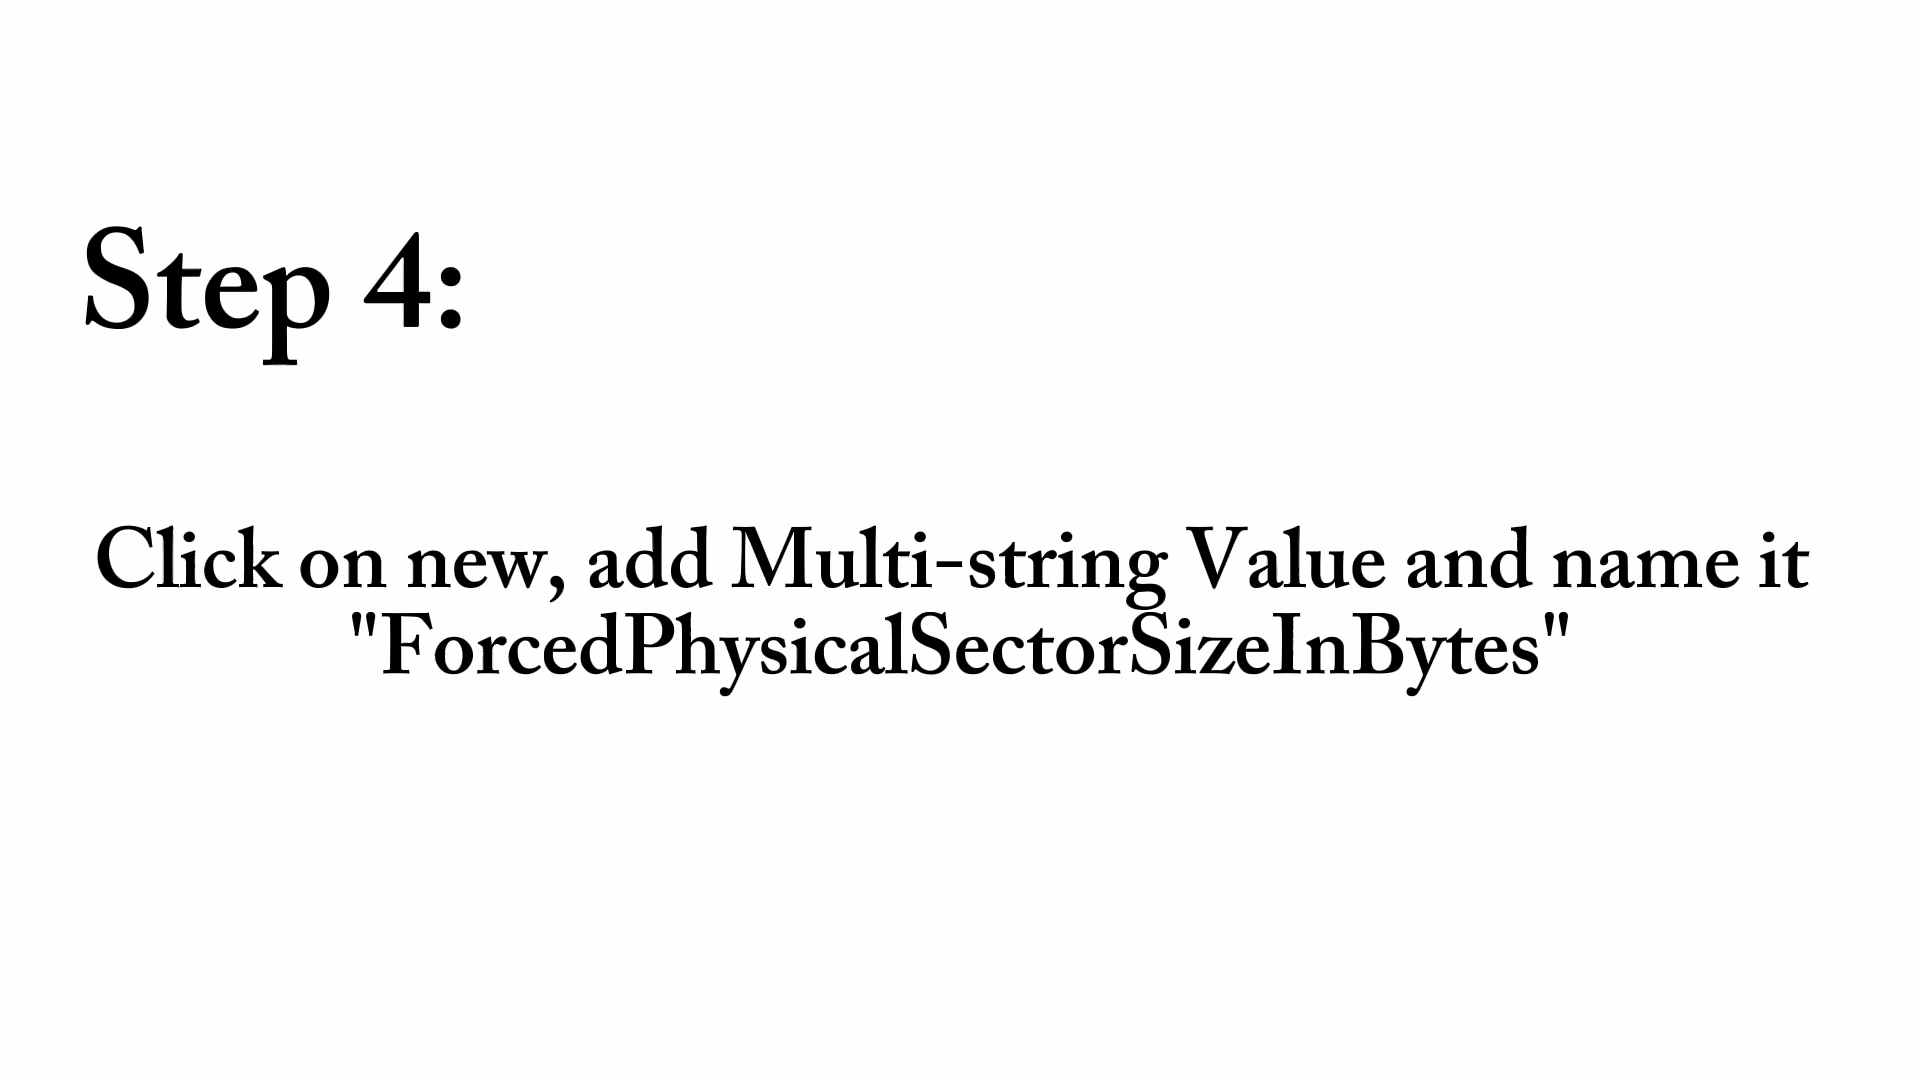 Step 4:
Click on new, add Multi-string Value and name it
"ForcedPhysicalSectorSizeInBytes"